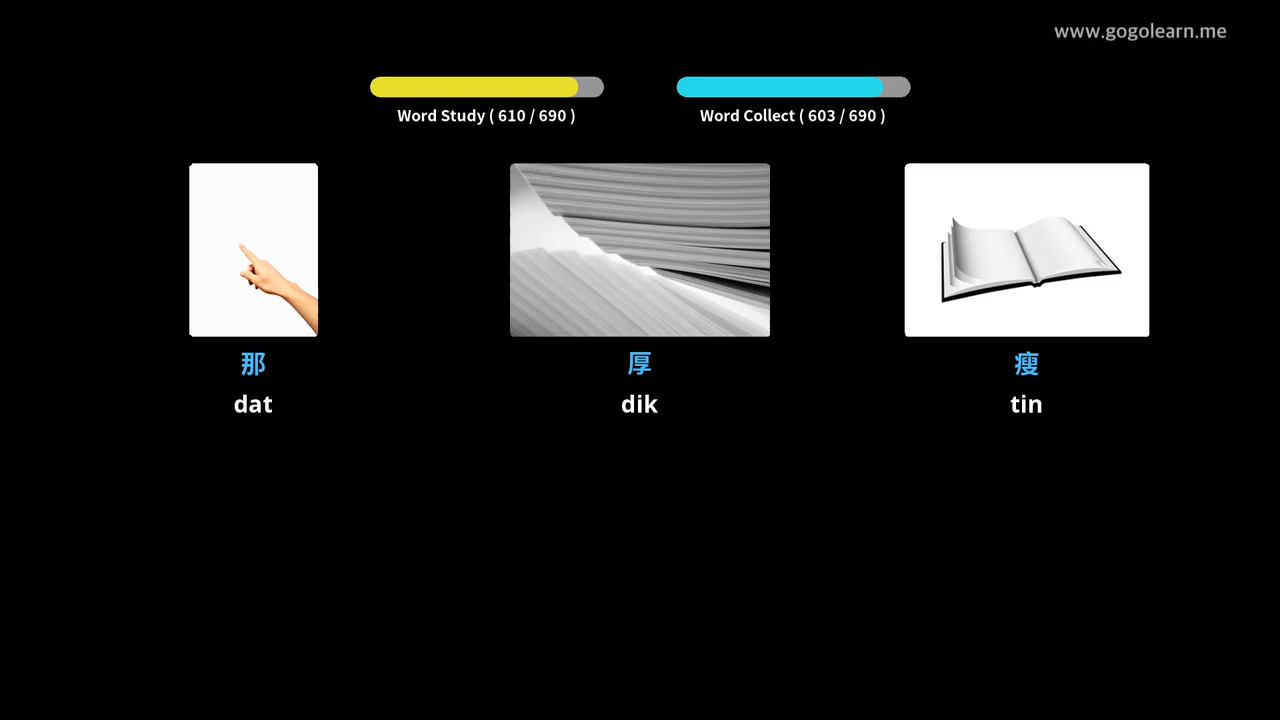 www.gogolearn.me
Word Study ( 610 / 690 )
Word Collect ( 603 / 690 )
那
厚
瘦
dat
dik
tin